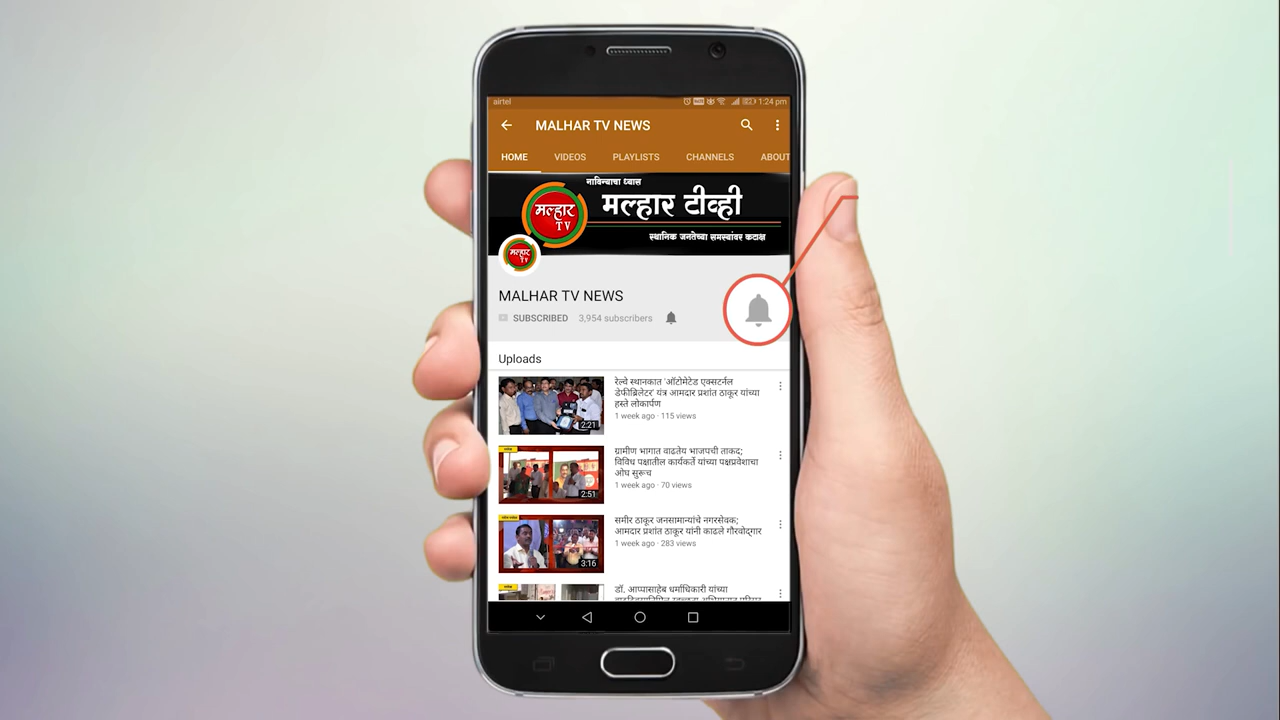 airtel 1:24 pm
MALHAR TV NEWS
HOME VIDEOS PLAYLISTS CHANNELS ABOUT
नाविन्याचा ध्यास
मल्हार टीव्ही
मल्हार
TV
स्थानिक जनतेच्या समस्यांवर कटाक्ष
मल्हार
TV
MALHAR TV NEWS
SUBSCRIBED 3,954 subscribers
Uploads
रेल्वे स्थानकात 'ऑटोमेटेड एक्सटर्नल
डेफीब्रिलेटर' यंत्र आमदार प्रशांत ठाकूर यांच्या
हस्ते लोकार्पण
1 week ago · 115 views
2:21
ग्रामीण भागात वाढतेय भाजपची ताकद;
विविध पक्षातील कार्यकर्ते यांच्या पक्षप्रवेशाचा
ओघ सुरूच
1 week ago · 70 views
2:51
समीर ठाकूर जनसामान्यांचे नगरसेवक;
आमदार प्रशांत ठाकूर यांनी काढले गौरवोद्गार
1 week ago · 283 views
3:16
डॉ. आप्पासाहेब धर्माधिकारी यांच्या